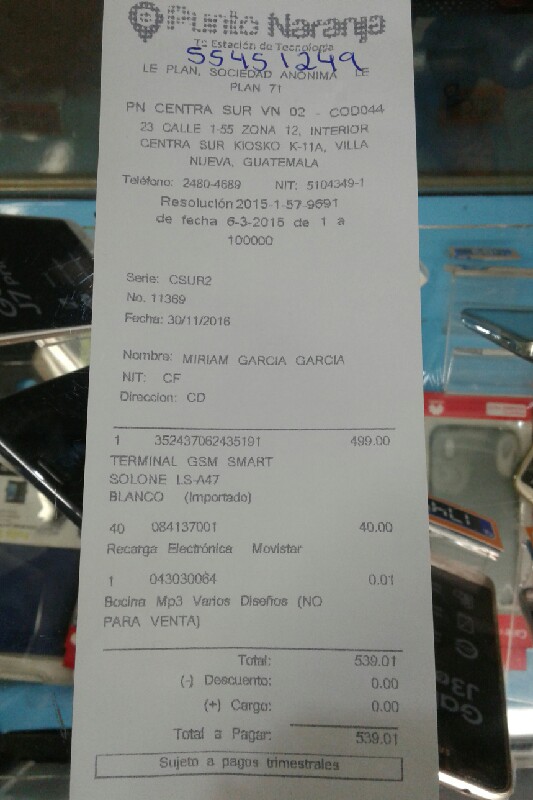 Punto Naranja
Tu Estación de Tecnología
55451249
LE PLAN, SOCIEDAD ANONIMA LE
PLAN 71
PN CENTRA SUR VN 02 - COD044
23 CALLE 1-55 ZONA 12, INTERIOR
CENTRA SUR KIOSKO K-11A, VILLA
NUEVA, GUATEMALA
Teléfono: 2480-4689 NIT: 5104349-1
Resolución 2015-1-57-9691
de fecha 6-3-2015 de 1 a
100000
Serie: CSUR2
No. 11369
Fecha: 30/11/2016
Nombre: MIRIAM GARCIA GARCIA
NIT: CF
Direccion: CD
1 352437062435191 499.00
TERMINAL GSM SMART
SOLONE LS-A47
BLANCO (Importado)
40 084137001 40.00
Recarga Electrónica Movistar
1 043030064 0.01
Bocina Mp3 Varios Diseños (NO
PARA VENTA)
Total: 539.01
(-) Descuento: 0.00
(+) Cargo: 0.00
Total a Pagar: 539.01
Sujeto a pagos trimestrales